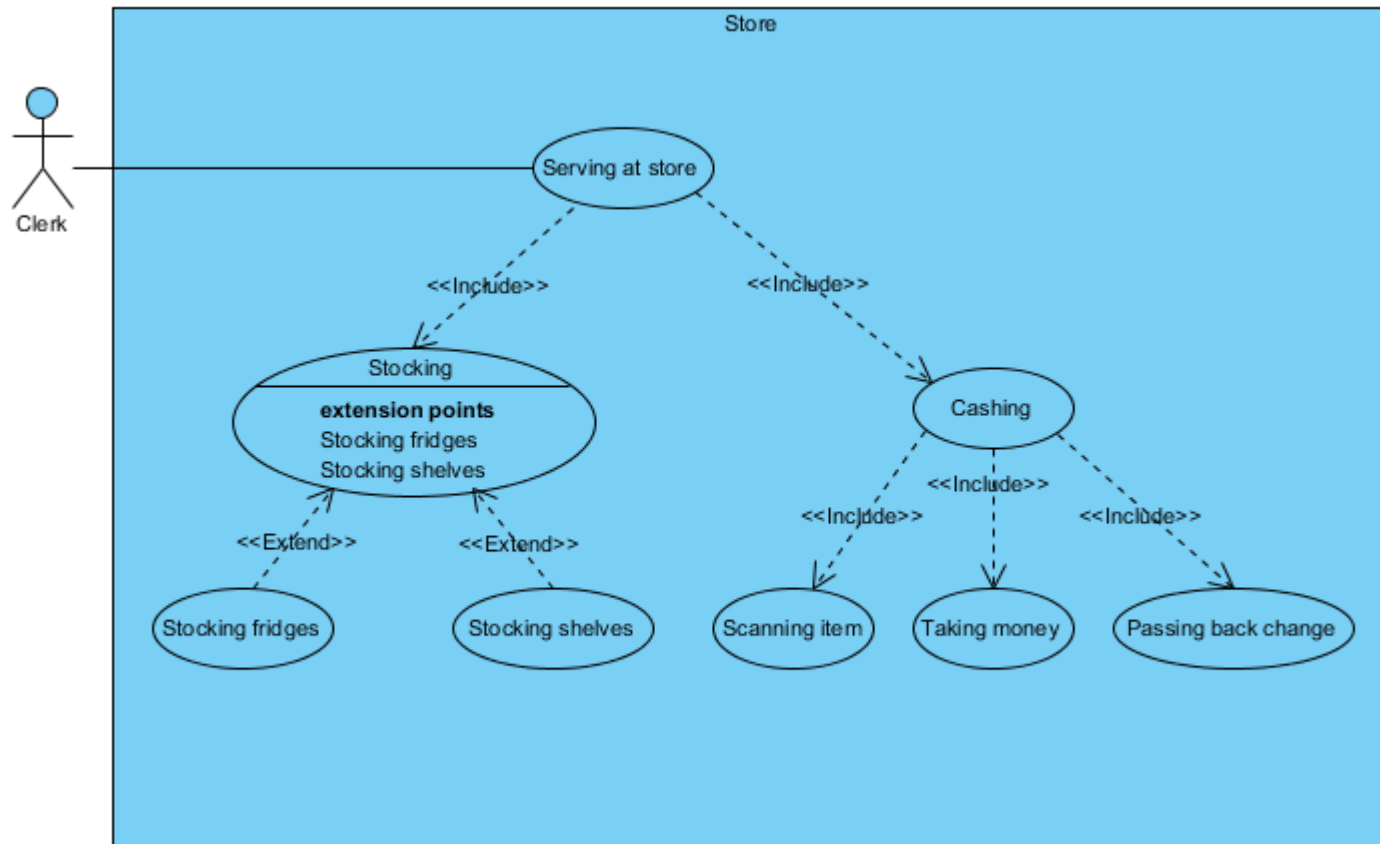 Store
Serving at store
Clerk
<<Include>>
<<Include>>
Stocking
extension points
Stocking fridges
Stocking shelves
Cashing
<<Include>>
<<Include>>
<<Include>>
<<Extend>>
<<Extend>>
Stocking fridges
Stocking shelves
Scanning item
Taking money
Passing back change